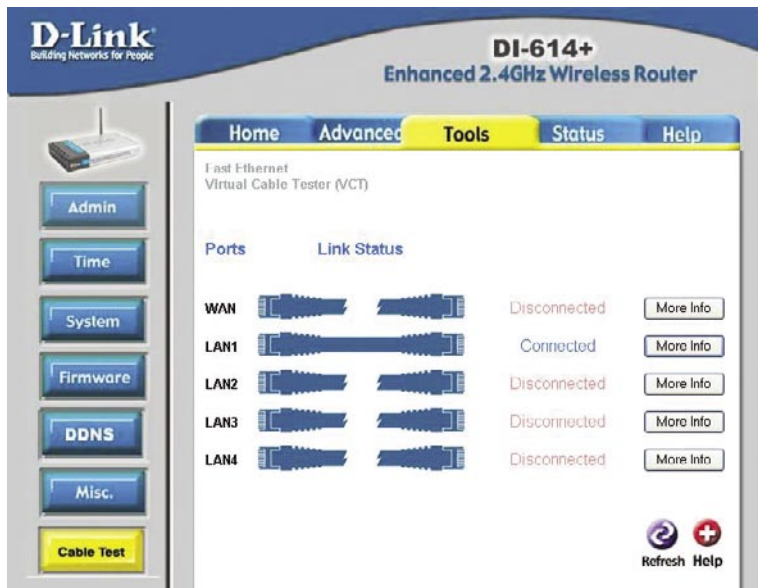 D-Link
Building Networks for People
DI-614+
Enhanced 2.4GHz Wireless Router
Home Advanced Tools Status Help
Fast Ethernet
Virtual Cable Tester (VCT)
Admin
Time
System
Firmware
DDNS
Misc.
Cable Test
Ports Link Status
WAN Disconnected More Info
LAN1 Connected More Info
LAN2 Disconnected More Info
LAN3 Disconnected More Info
LAN4 Disconnected More Info
Refresh Help